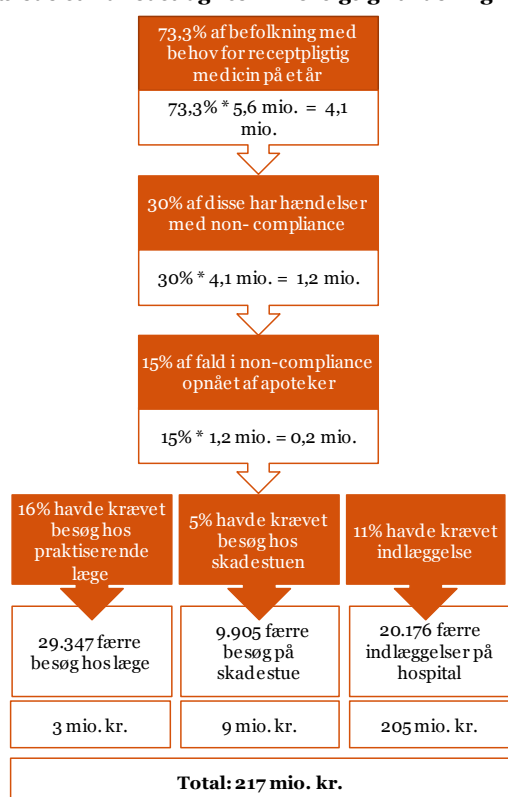 73,3% af befolkning med
behov for receptpligtig
medicin på et år
73,3% * 5,6 mio. = 4,1
mio.
30% af disse har hændelser
med non- compliance
30% * 4,1 mio. = 1,2 mio.
15% af fald i non-compliance
opnået af apoteker
15% * 1,2 mio. = 0,2 mio.
16% havde krævet
besøg hos
praktiserende
læge
5% havde krævet
besøg hos
skadestuen
11% havde krævet
indlæggelse
29.347 færre
besøg hos læge
9.905 færre
besøg på
skadestue
20.176 færre
indlæggelser på
hospital
3 mio. kr.
9 mio. kr.
205 mio. kr.
Total: 217 mio. kr.